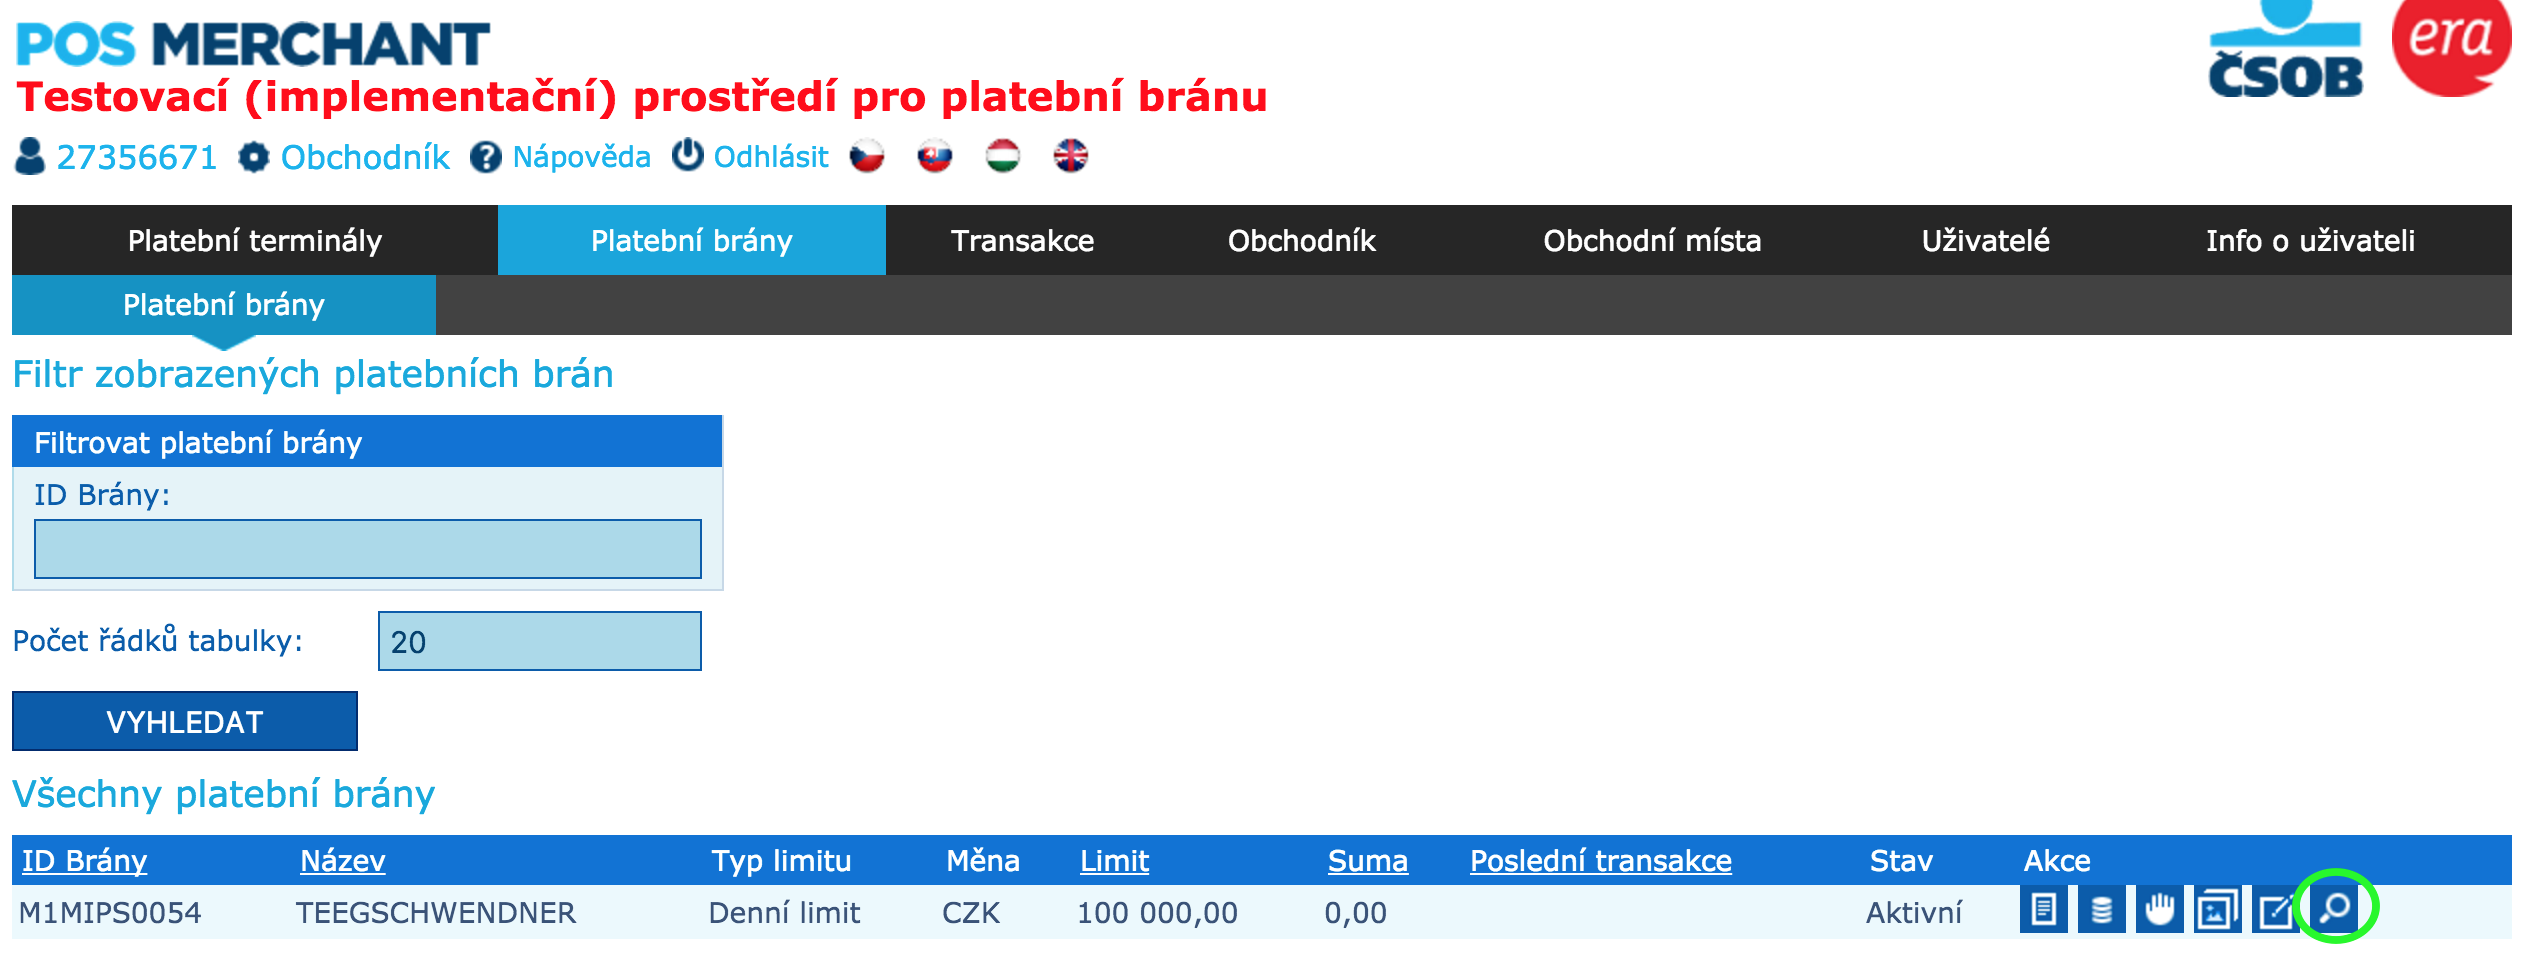 POS MERCHANT
ČSOB
era
Testovací (implementační) prostředí pro platební bránu
27356671 Obchodník Nápověda Odhlásit
Platební terminály Platební brány Transakce Obchodník Obchodní místa Uživatelé Info o uživateli
Platební brány
Filtr zobrazených platebních brán
Filtrovat platební brány
ID Brány:
Počet řádků tabulky: 20
VYHLEDAT
Všechny platební brány
ID Brány Název Typ limitu Měna Limit Suma Poslední transakce Stav Akce
M1MIPS0054 TEEGSCHWENDNER Denní limit CZK 100 000,00 0,00 Aktivní